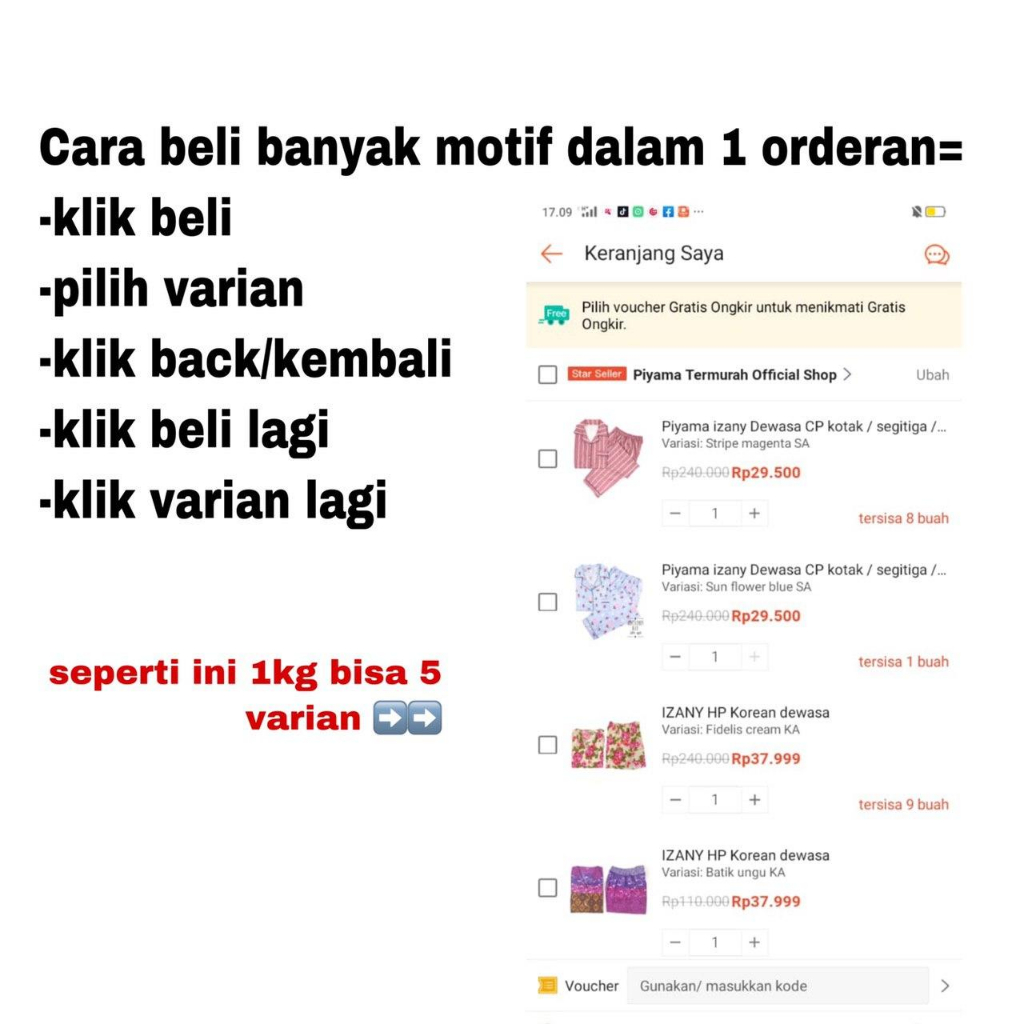 Cara beli banyak motif dalam 1 orderan=
-klik beli
-pilih varian
-klik back/kembali
-klik beli lagi
-klik varian lagi
seperti ini 1kg bisa 5
varian ➡️➡️
17.09
Keranjang Saya
Free
Pilih voucher Gratis Ongkir untuk menikmati Gratis
Ongkir.
Star Seller Piyama Termurah Official Shop > Ubah
Piyama izany Dewasa CP kotak / segitiga /...
Variasi: Stripe magenta SA
Rp240.000 Rp29.500
− 1 +
tersisa 8 buah
Piyama izany Dewasa CP kotak / segitiga /...
Variasi: Sun flower blue SA
Rp240.000 Rp29.500
− 1 +
tersisa 1 buah
IZANY HP Korean dewasa
Variasi: Fidelis cream KA
Rp240.000 Rp37.999
− 1 +
tersisa 9 buah
IZANY HP Korean dewasa
Variasi: Batik ungu KA
Rp110.000 Rp37.999
− 1 +
Voucher Gunakan/ masukkan kode >